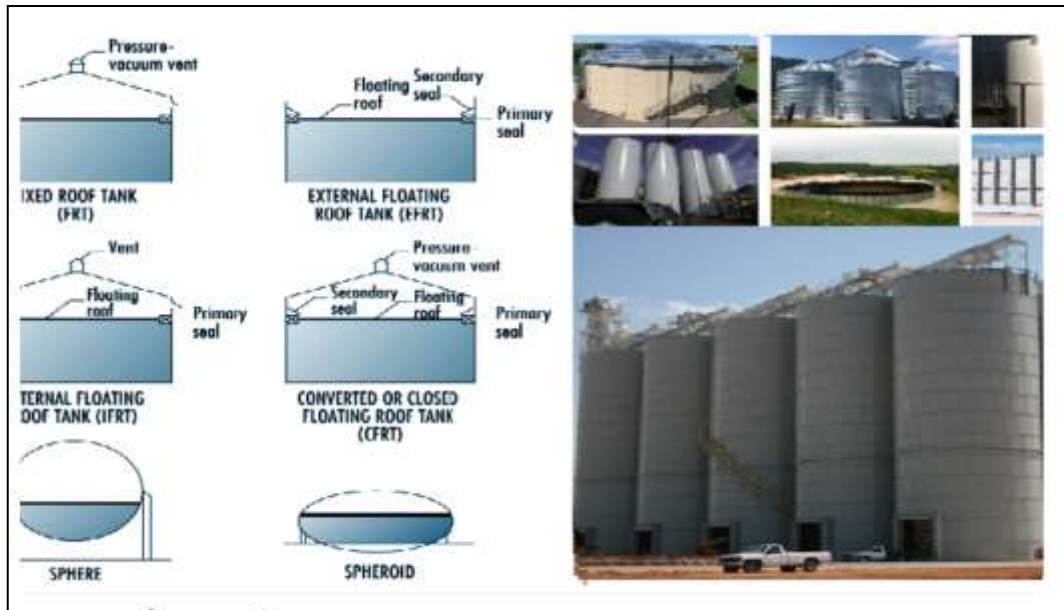 Pressure-
vacuum vent
IXED ROOF TANK
(FRT)
Floating
roof
Secondary
seal
Primary
seal
EXTERNAL FLOATING
ROOF TANK (EFRT)
Vent
Floating
roof
Primary
seal
TERNAL FLOATING
OOF TANK (IFRT)
Pressure-
vacuum vent
Secondary
seal
Floating
roof
Primary
seal
CONVERTED OR CLOSED
FLOATING ROOF TANK
(CFRT)
SPHERE
SPHEROID